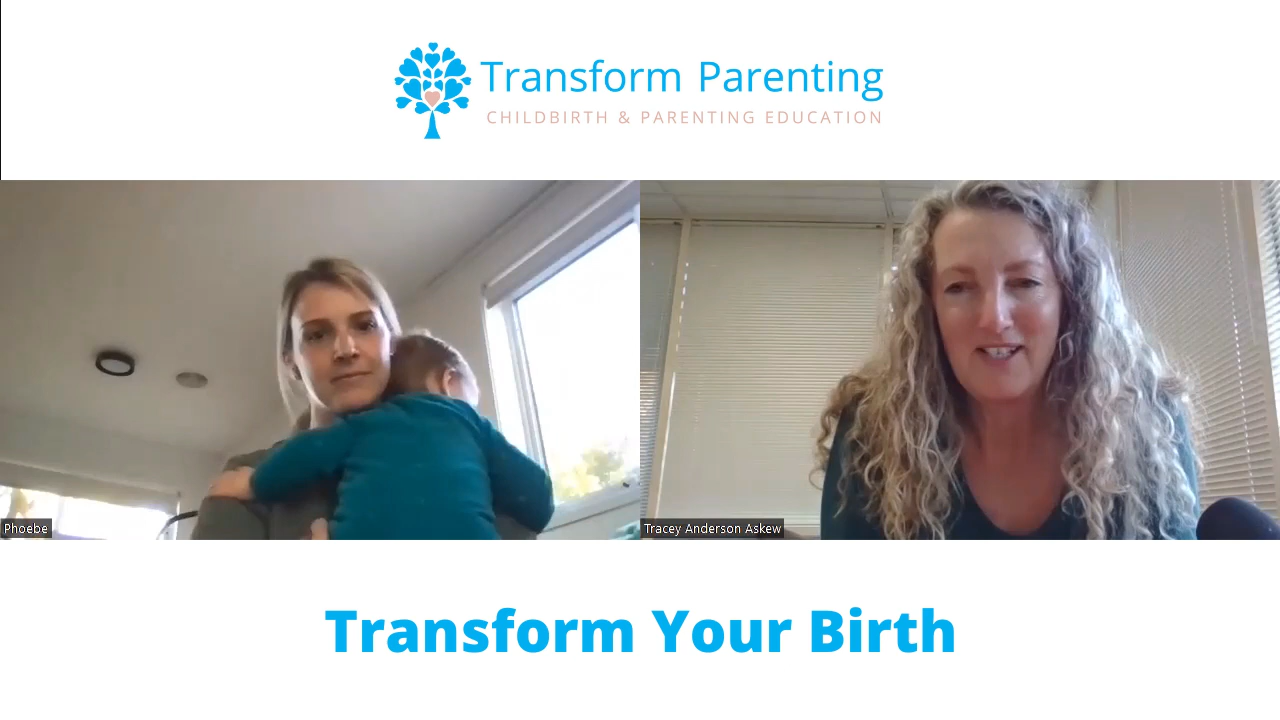 Transform Parenting
CHILDBIRTH & PARENTING EDUCATION
Phoebe
Tracey Anderson Askew
Transform Your Birth